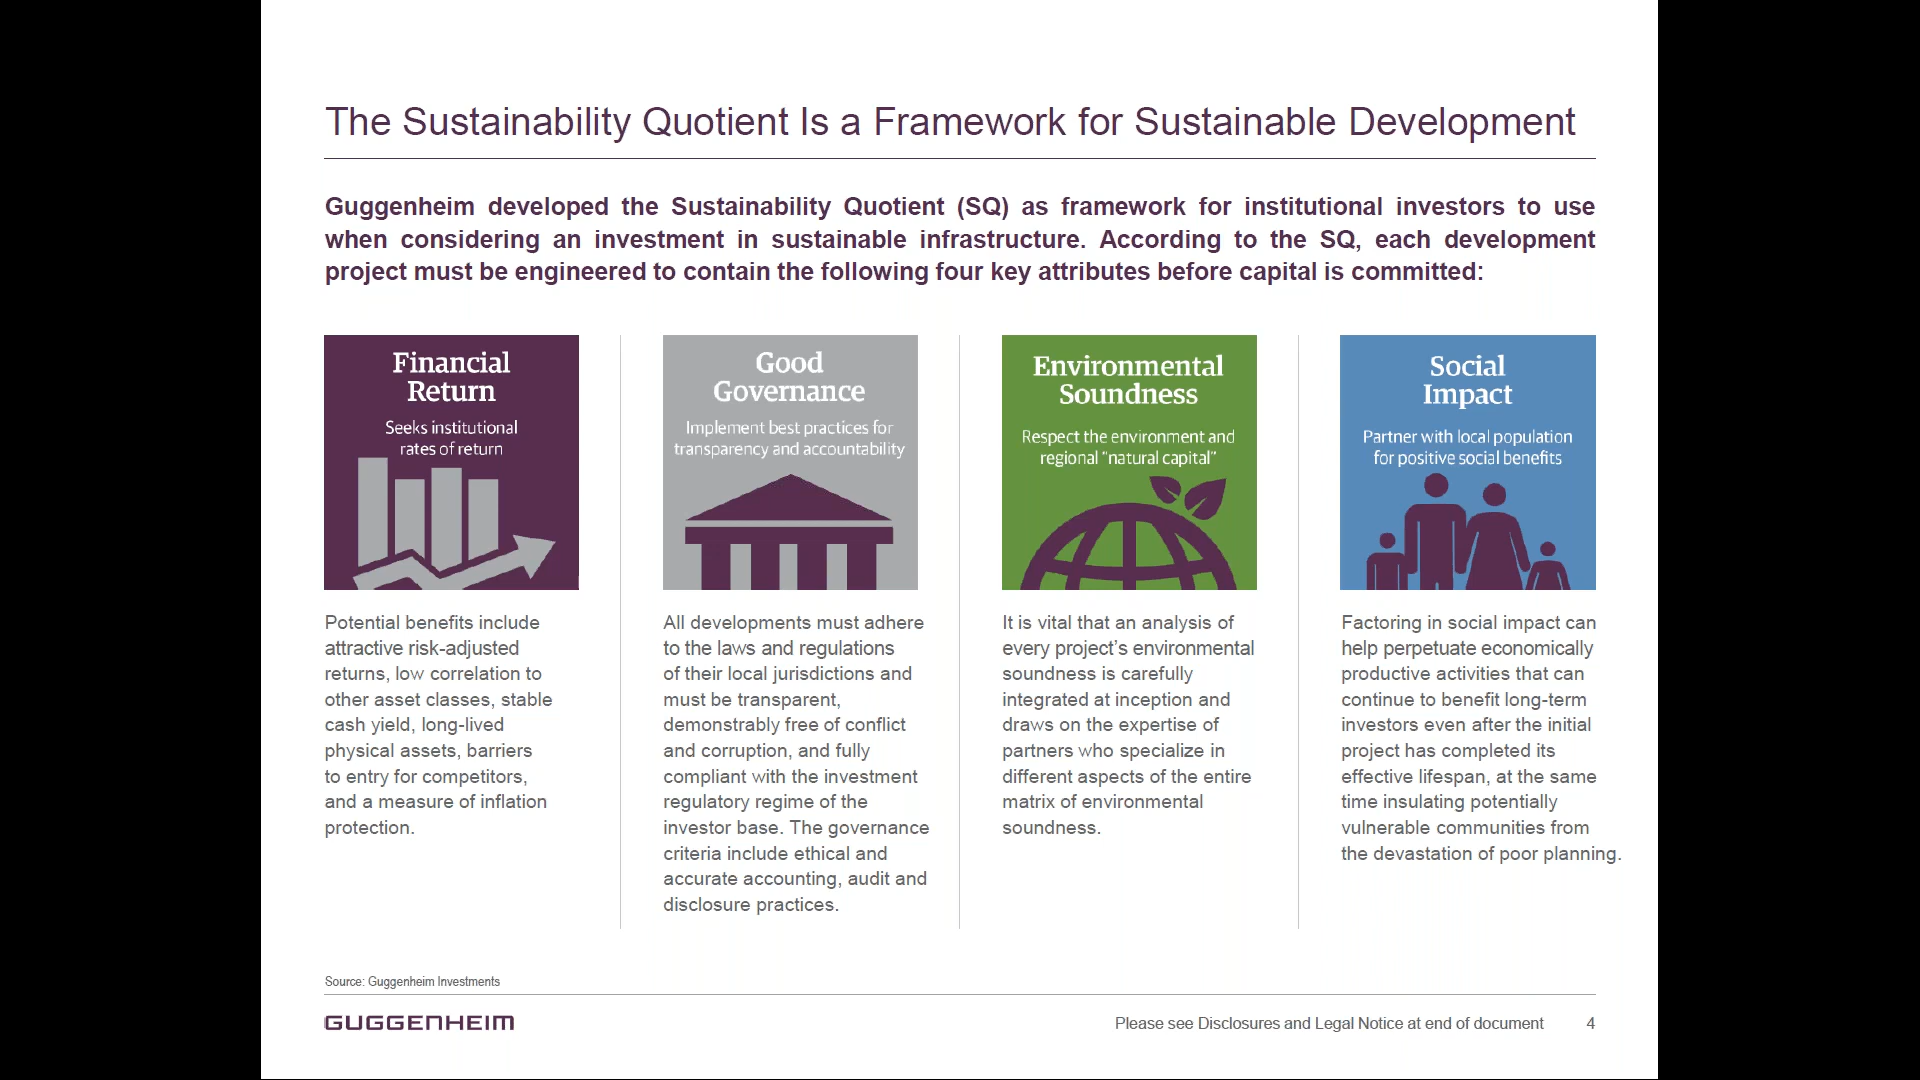 The Sustainability Quotient Is a Framework for Sustainable Development
Guggenheim developed the Sustainability Quotient (SQ) as framework for institutional investors to use
when considering an investment in sustainable infrastructure. According to the SQ, each development
project must be engineered to contain the following four key attributes before capital is committed:
Financial
Return
Seeks institutional
rates of return
Potential benefits include
attractive risk-adjusted
returns, low correlation to
other asset classes, stable
cash yield, long-lived
physical assets, barriers
to entry for competitors,
and a measure of inflation
protection.
Good
Governance
Implement best practices for
transparency and accountability
All developments must adhere
to the laws and regulations
of their local jurisdictions and
must be transparent,
demonstrably free of conflict
and corruption, and fully
compliant with the investment
regulatory regime of the
investor base. The governance
criteria include ethical and
accurate accounting, audit and
disclosure practices.
Environmental
Soundness
Respect the environment and
regional “natural capital”
It is vital that an analysis of
every project’s environmental
soundness is carefully
integrated at inception and
draws on the expertise of
partners who specialize in
different aspects of the entire
matrix of environmental
soundness.
Social
Impact
Partner with local population
for positive social benefits
Factoring in social impact can
help perpetuate economically
productive activities that can
continue to benefit long-term
investors even after the initial
project has completed its
effective lifespan, at the same
time insulating potentially
vulnerable communities from
the devastation of poor planning.
Source: Guggenheim Investments
GUGGENHEIM
Please see Disclosures and Legal Notice at end of document
4